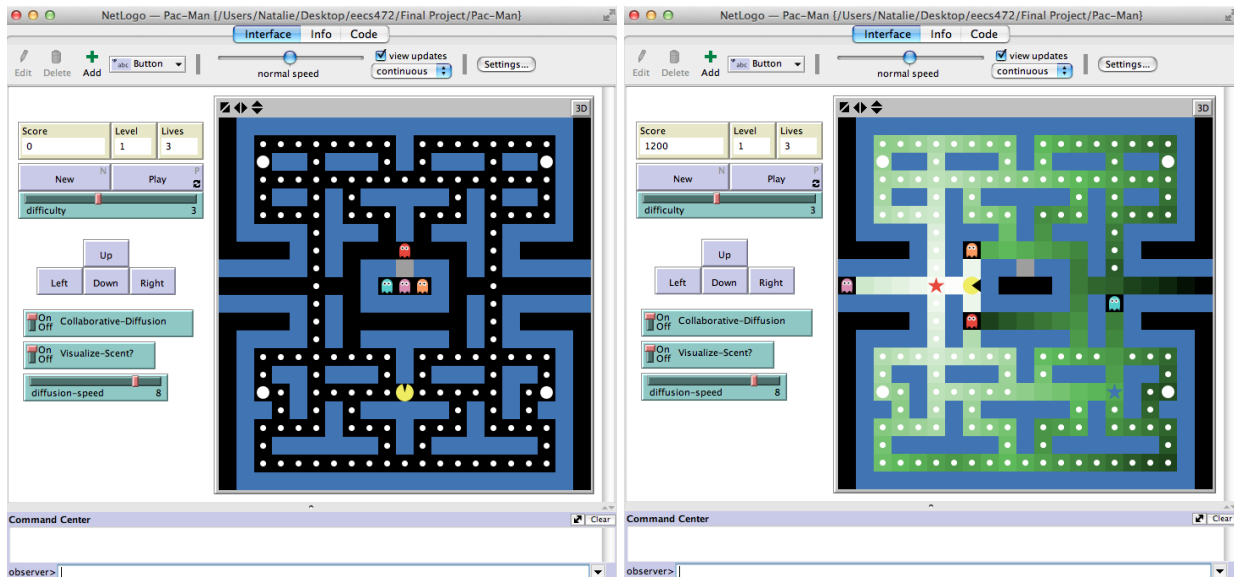 NetLogo — Pac-Man {/Users/Natalie/Desktop/eecs472/Final Project/Pac-Man}
Interface Info Code
Edit Delete Add abc Button normal speed view updates continuous Settings...
3D
Score Level Lives
0 1 3
N P
New Play
difficulty 3
Up
Left Down Right
On
Off Collaborative-Diffusion
On
Off Visualize-Scent?
diffusion-speed 8
Command Center Clear
observer>
NetLogo — Pac-Man {/Users/Natalie/Desktop/eecs472/Final Project/Pac-Man}
Interface Info Code
Edit Delete Add abc Button normal speed view updates continuous Settings...
3D
Score Level Lives
1200 1 3
N P
New Play
difficulty 3
Up
Left Down Right
On
Off Collaborative-Diffusion
On
Off Visualize-Scent?
diffusion-speed 8
Command Center Clear
observer>